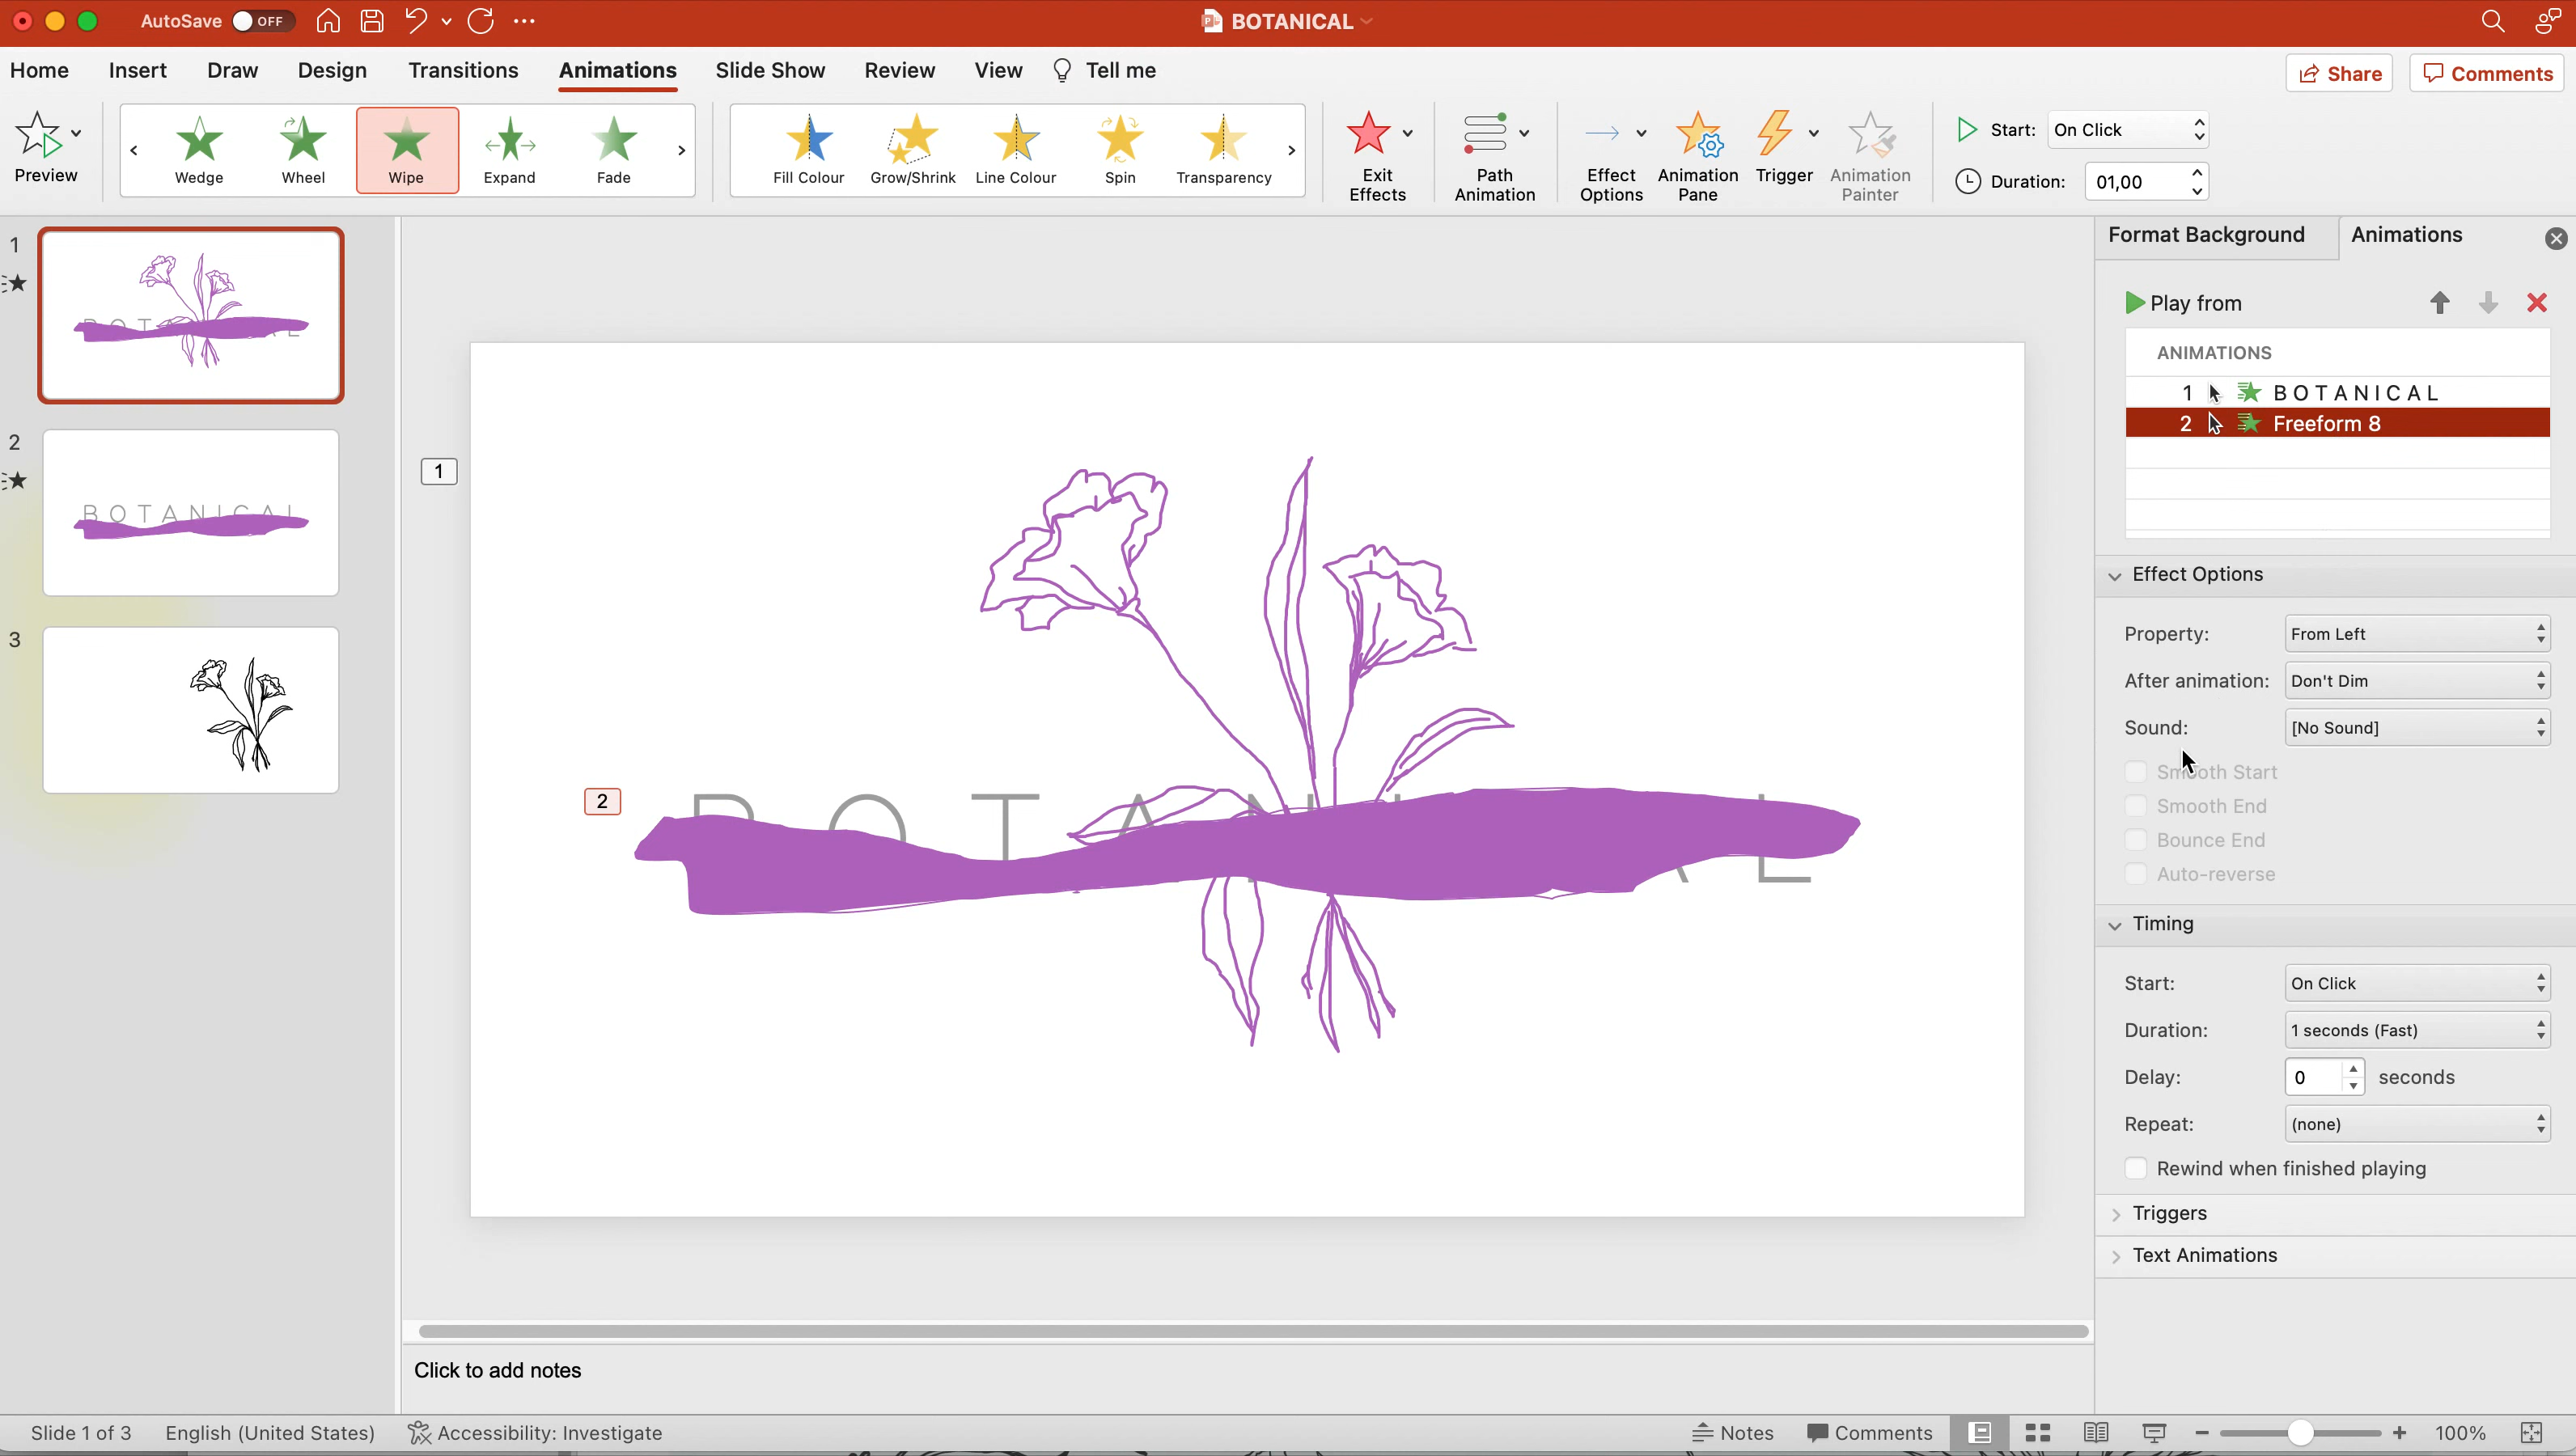 AutoSave OFF
BOTANICAL
Home Insert Draw Design Transitions Animations Slide Show Review View Tell me
Share Comments
Preview
Wedge Wheel Wipe Expand Fade
Fill Colour Grow/Shrink Line Colour Spin Transparency
Exit Effects
Path Animation
Effect Options
Animation Pane
Trigger
Animation Painter
Start: On Click
Duration: 01,00
1
2
BOTANICAL
3
1
2
BOTANICAL
Format Background Animations
Play from
ANIMATIONS
1 B O T A N I C A L
2 Freeform 8
Effect Options
Property: From Left
After animation: Don't Dim
Sound: [No Sound]
Smooth Start
Smooth End
Bounce End
Auto-reverse
Timing
Start: On Click
Duration: 1 seconds (Fast)
Delay: 0 seconds
Repeat: (none)
Rewind when finished playing
Triggers
Text Animations
Click to add notes
Slide 1 of 3 English (United States) Accessibility: Investigate Notes Comments 100%